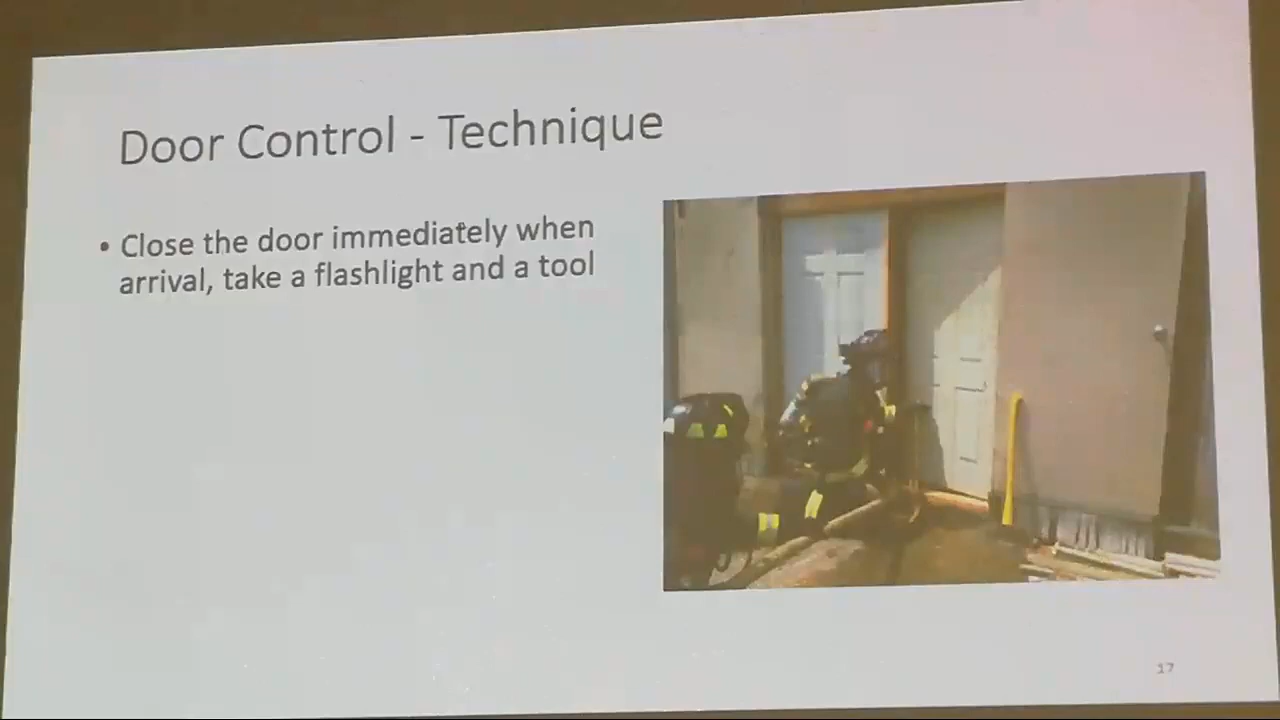 Door Control - Technique
• Close the door immediately when
arrival, take a flashlight and a tool
17